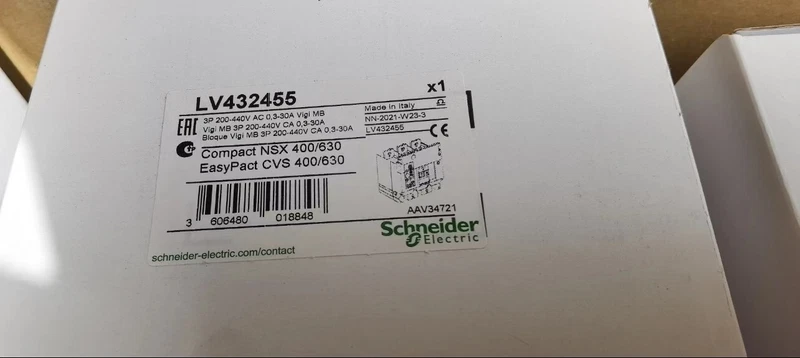 LV432455
x1
3P 200-440V AC 0,3-30A Vigi MB
Vigi MB 3P 200-440V CA 0,3-30A
Bloque Vigi MB 3P 200-440V CA 0,3-30A
Made in Italy
NN-2021-W23-3
LV432455
EAC
CE
Compact NSX 400/630
EasyPact CVS 400/630
3 606480 018848
AAV34721
Schneider
Electric
schneider-electric.com/contact